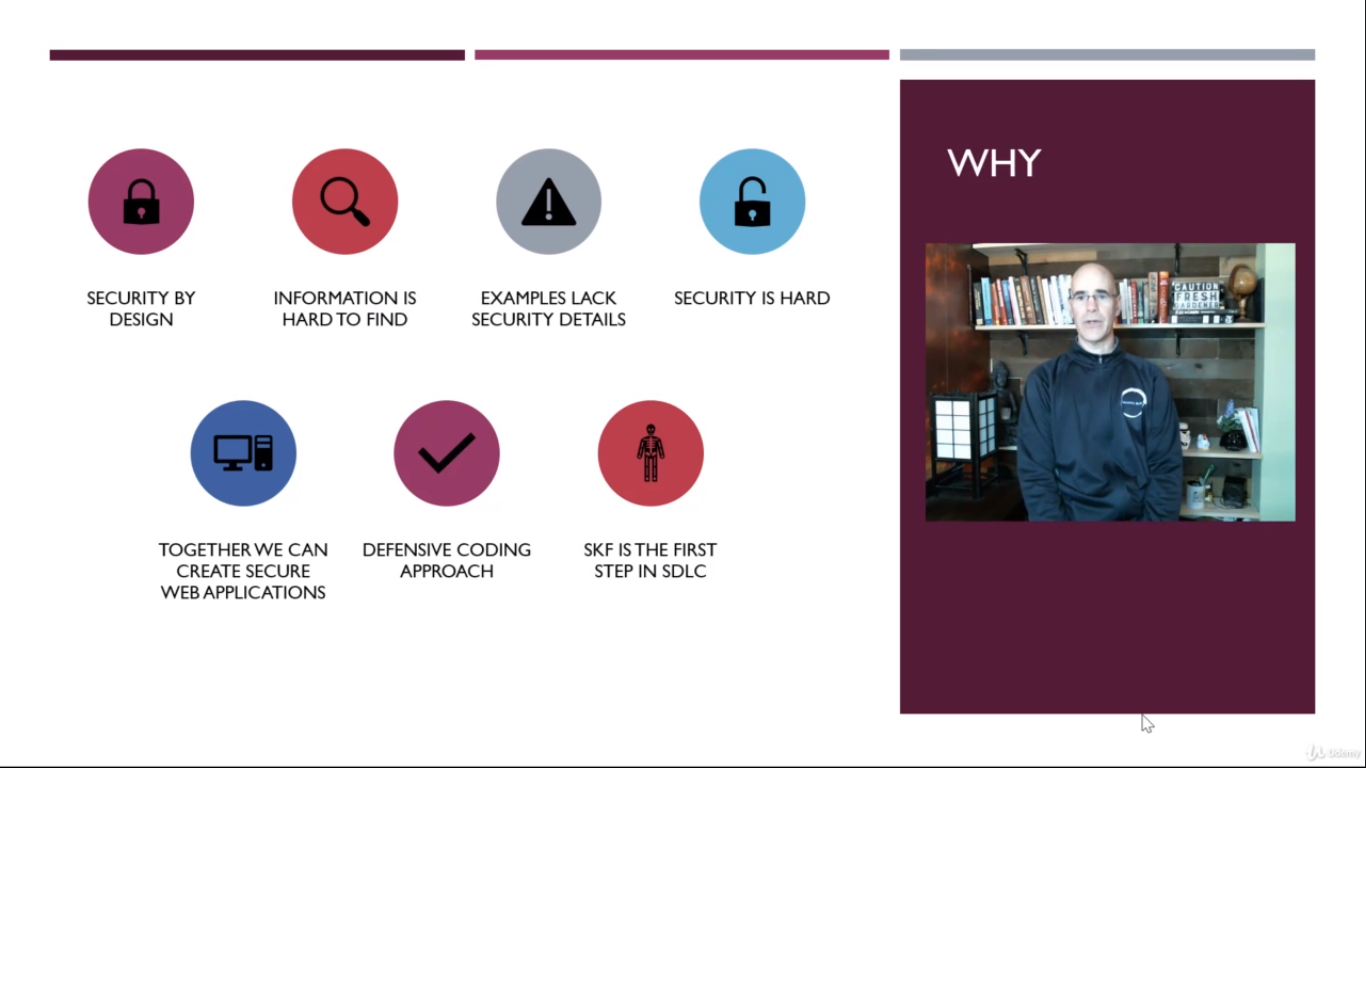 WHY
SECURITY BY
DESIGN
INFORMATION IS
HARD TO FIND
EXAMPLES LACK
SECURITY DETAILS
SECURITY IS HARD
TOGETHER WE CAN
CREATE SECURE
WEB APPLICATIONS
DEFENSIVE CODING
APPROACH
SKF IS THE FIRST
STEP IN SDLC
CAUTION
FRESH
GARDENER
Udemy